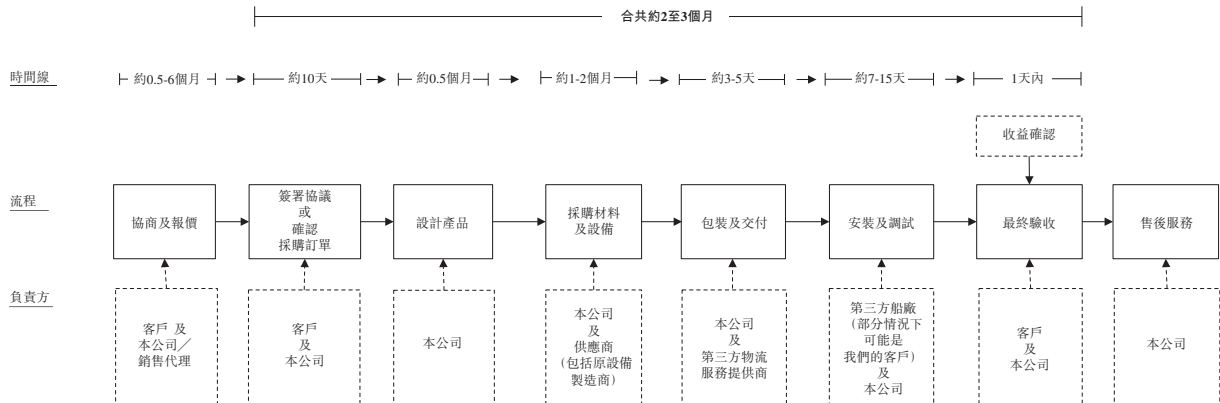 合共約2至3個月
時間線
約0.5-6個月
約10天
約0.5個月
約1-2個月
約3-5天
約7-15天
1天內
收益確認
流程
協商及報價
簽署協議
或
確認
採購訂單
設計產品
採購材料
及設備
包裝及交付
安裝及調試
最終驗收
售後服務
負責方
客戶 及
本公司／
銷售代理
客戶
及
本公司
本公司
本公司
及
供應商
(包括原設備
製造商)
本公司
及
第三方物流
服務提供商
第三方船廠
(部分情況下
可能是
我們的客戶)
及
本公司
客戶
及
本公司
本公司